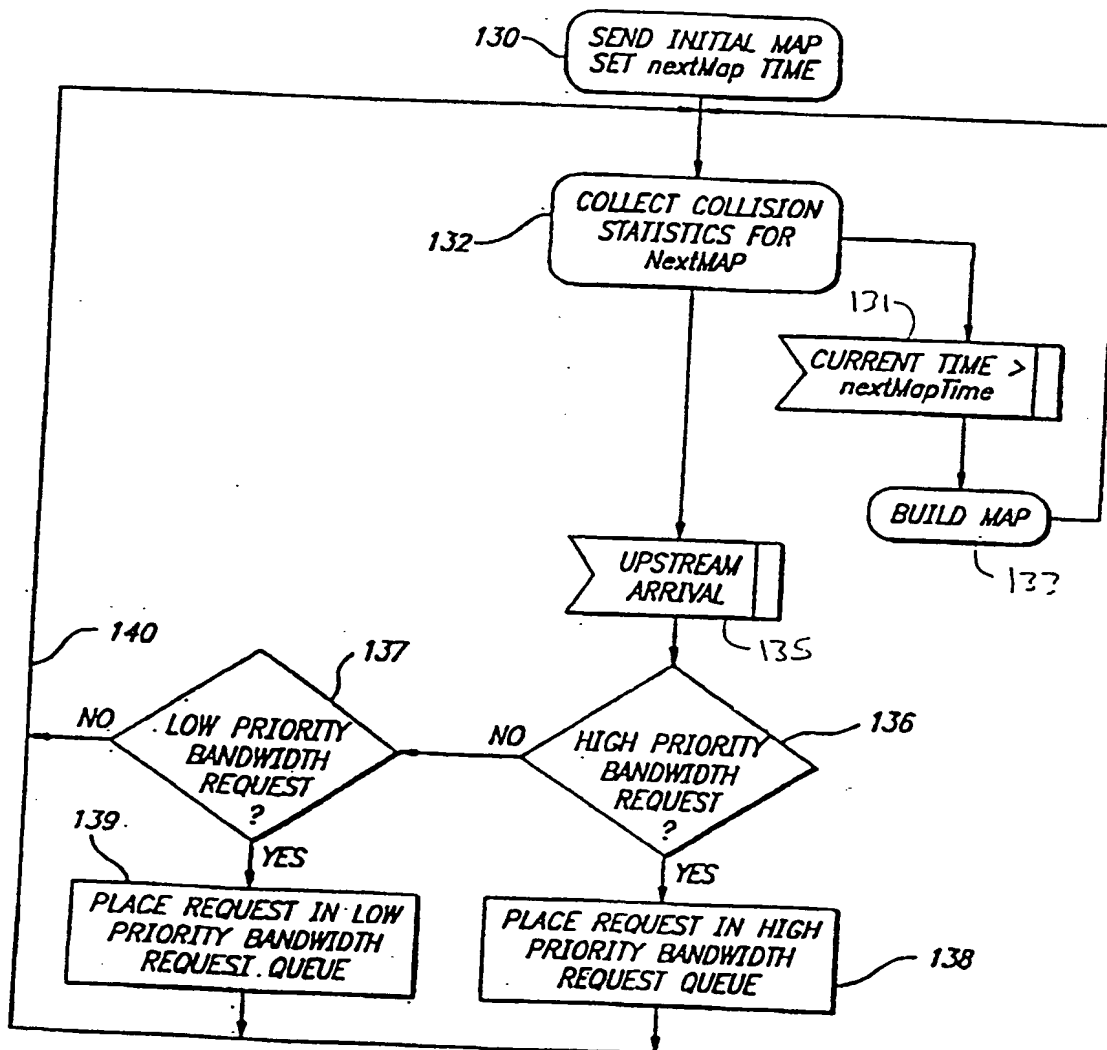 130
SEND INITIAL MAP
SET nextMap TIME
132
COLLECT COLLISION
STATISTICS FOR
NextMAP
131
CURRENT TIME >
nextMapTime
BUILD MAP
133
UPSTREAM
ARRIVAL
135
140
137
NO
LOW PRIORITY
BANDWIDTH
REQUEST
?
NO
HIGH PRIORITY
BANDWIDTH
REQUEST
?
136
139
YES
YES
PLACE REQUEST IN LOW
PRIORITY BANDWIDTH
REQUEST QUEUE
PLACE REQUEST IN HIGH
PRIORITY BANDWIDTH
REQUEST QUEUE
138